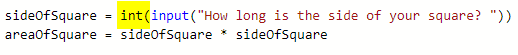 sideOfSquare = int(input("How long is the side of your square? "))
areaOfSquare = sideOfSquare * sideOfSquare